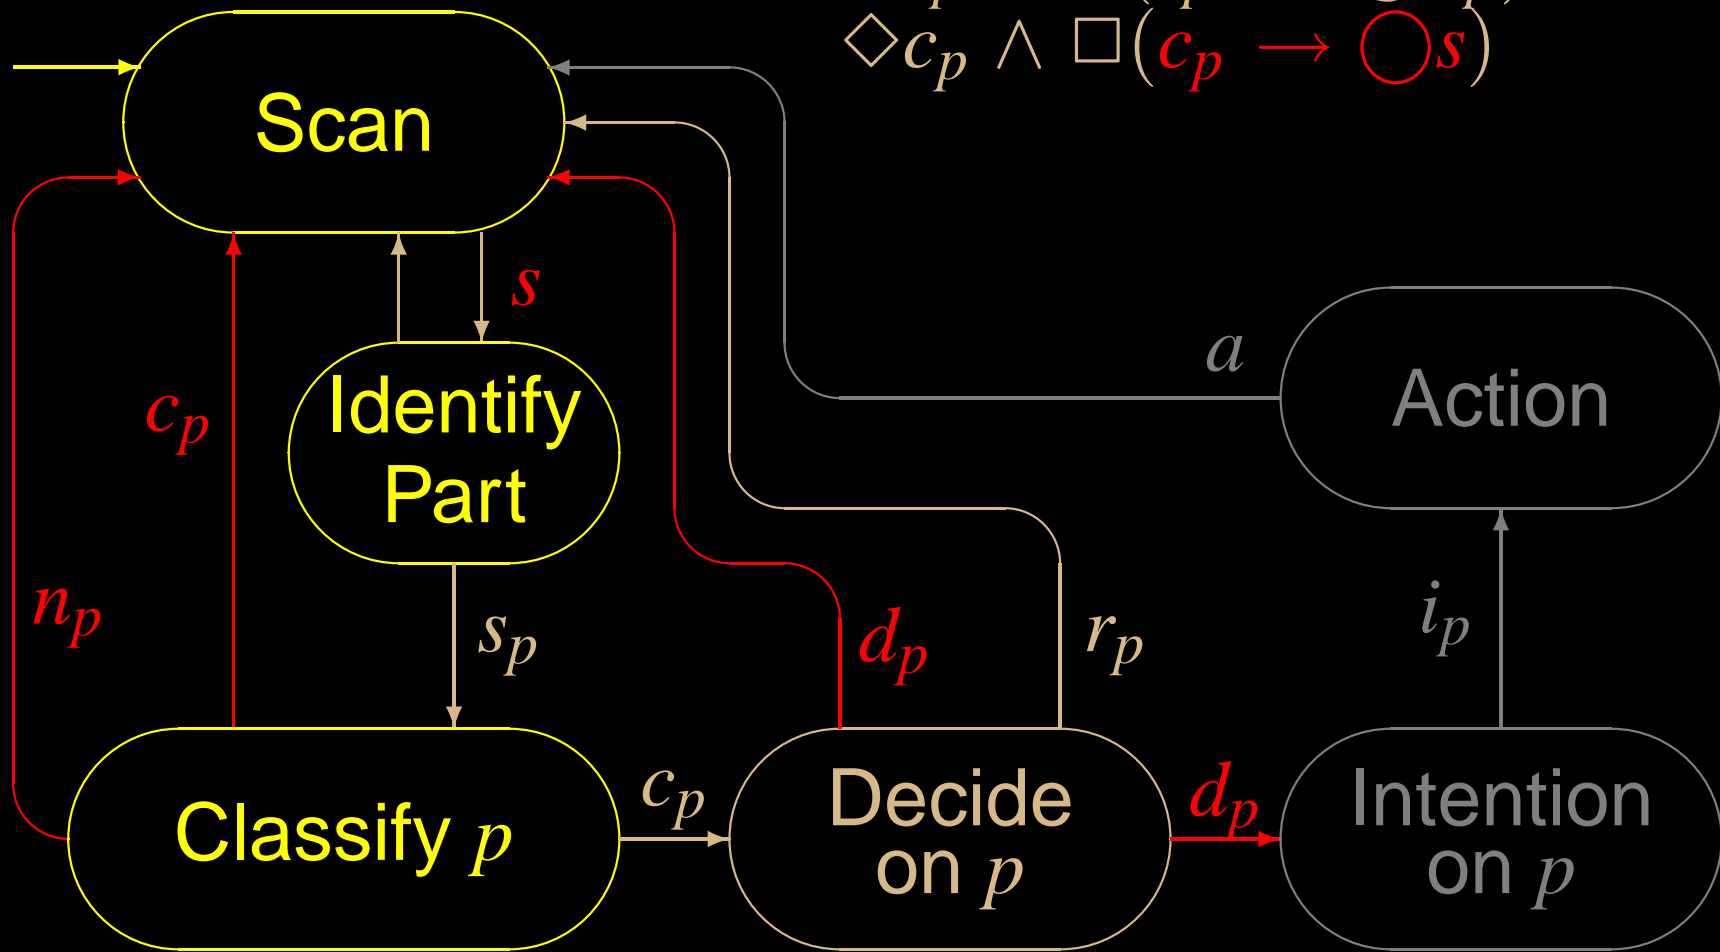 ◇c_p ∧ □(c_p → ○s)
Scan
s
c_p
Identify
Part
a
Action
n_p
s_p
d_p
r_p
i_p
Classify p
c_p
Decide
on p
d_p
Intention
on p